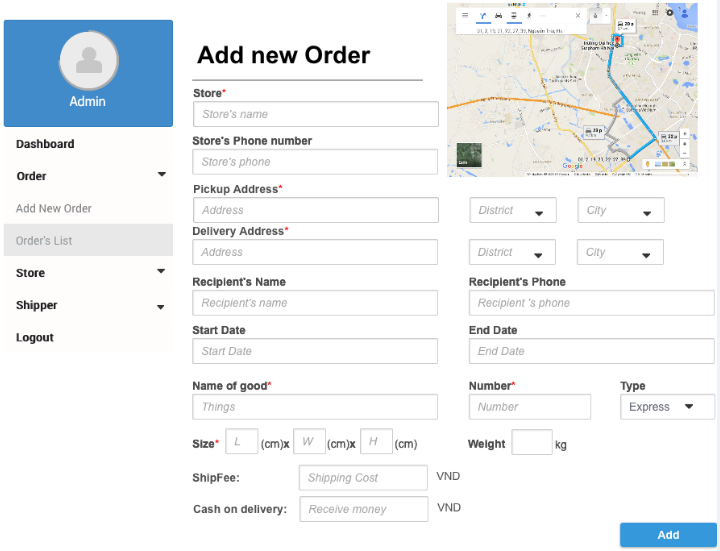 Admin
Dashboard
Order
Add New Order
Order's List
Store
Shipper
Logout
Add new Order
Store*
Store's name
Store's Phone number
Store's phone
Pickup Address*
Address
District
City
Delivery Address*
Address
District
City
Recipient's Name
Recipient's name
Recipient's Phone
Recipient 's phone
Start Date
Start Date
End Date
End Date
Name of good*
Things
Number*
Number
Type
Express
Size* L (cm)x W (cm)x H (cm)
Weight kg
ShipFee: Shipping Cost VND
Cash on delivery: Receive money VND
Add
Google